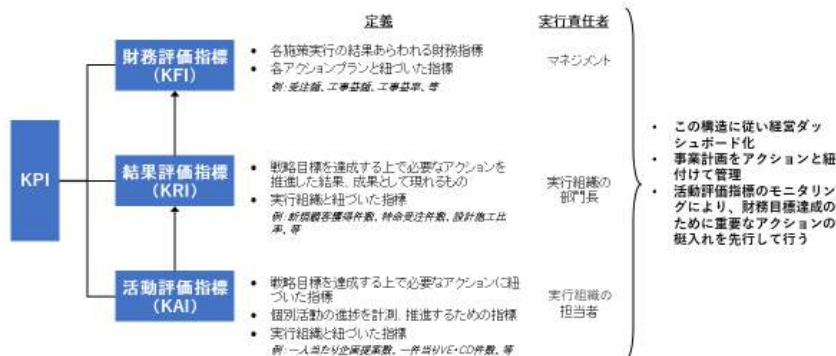 定義
実行責任者
KPI
財務評価指標
(KFI)
• 各施策実行の結果あらわれる財務指標
• 各アクションプランと紐づいた指標
例:受注額、工事基額、工事基率、等
マネジメント
結果評価指標
(KRI)
• 戦略目標を達成する上で必要なアクションを
推進した結果、成果として現れるもの
• 実行組織と紐づいた指標
例:新規顧客獲得件数、特命受注件数、設計施工比
率、等
実行組織の
部門長
活動評価指標
(KAI)
• 戦略目標を達成する上で必要なアクションに紐
づいた指標
• 個別活動の進捗を計測、推進するための指標
• 実行組織と紐づいた指標
例:一人当たり企画提案数、一件当りVE・CD件数、等
実行組織の
担当者
• この構造に従い経営ダッ
シュボード化
• 事業計画をアクションと紐
付けて管理
• 活動評価指標のモニタリン
グにより、財務目標達成の
ために重要なアクションの
梃入れを先行して行う